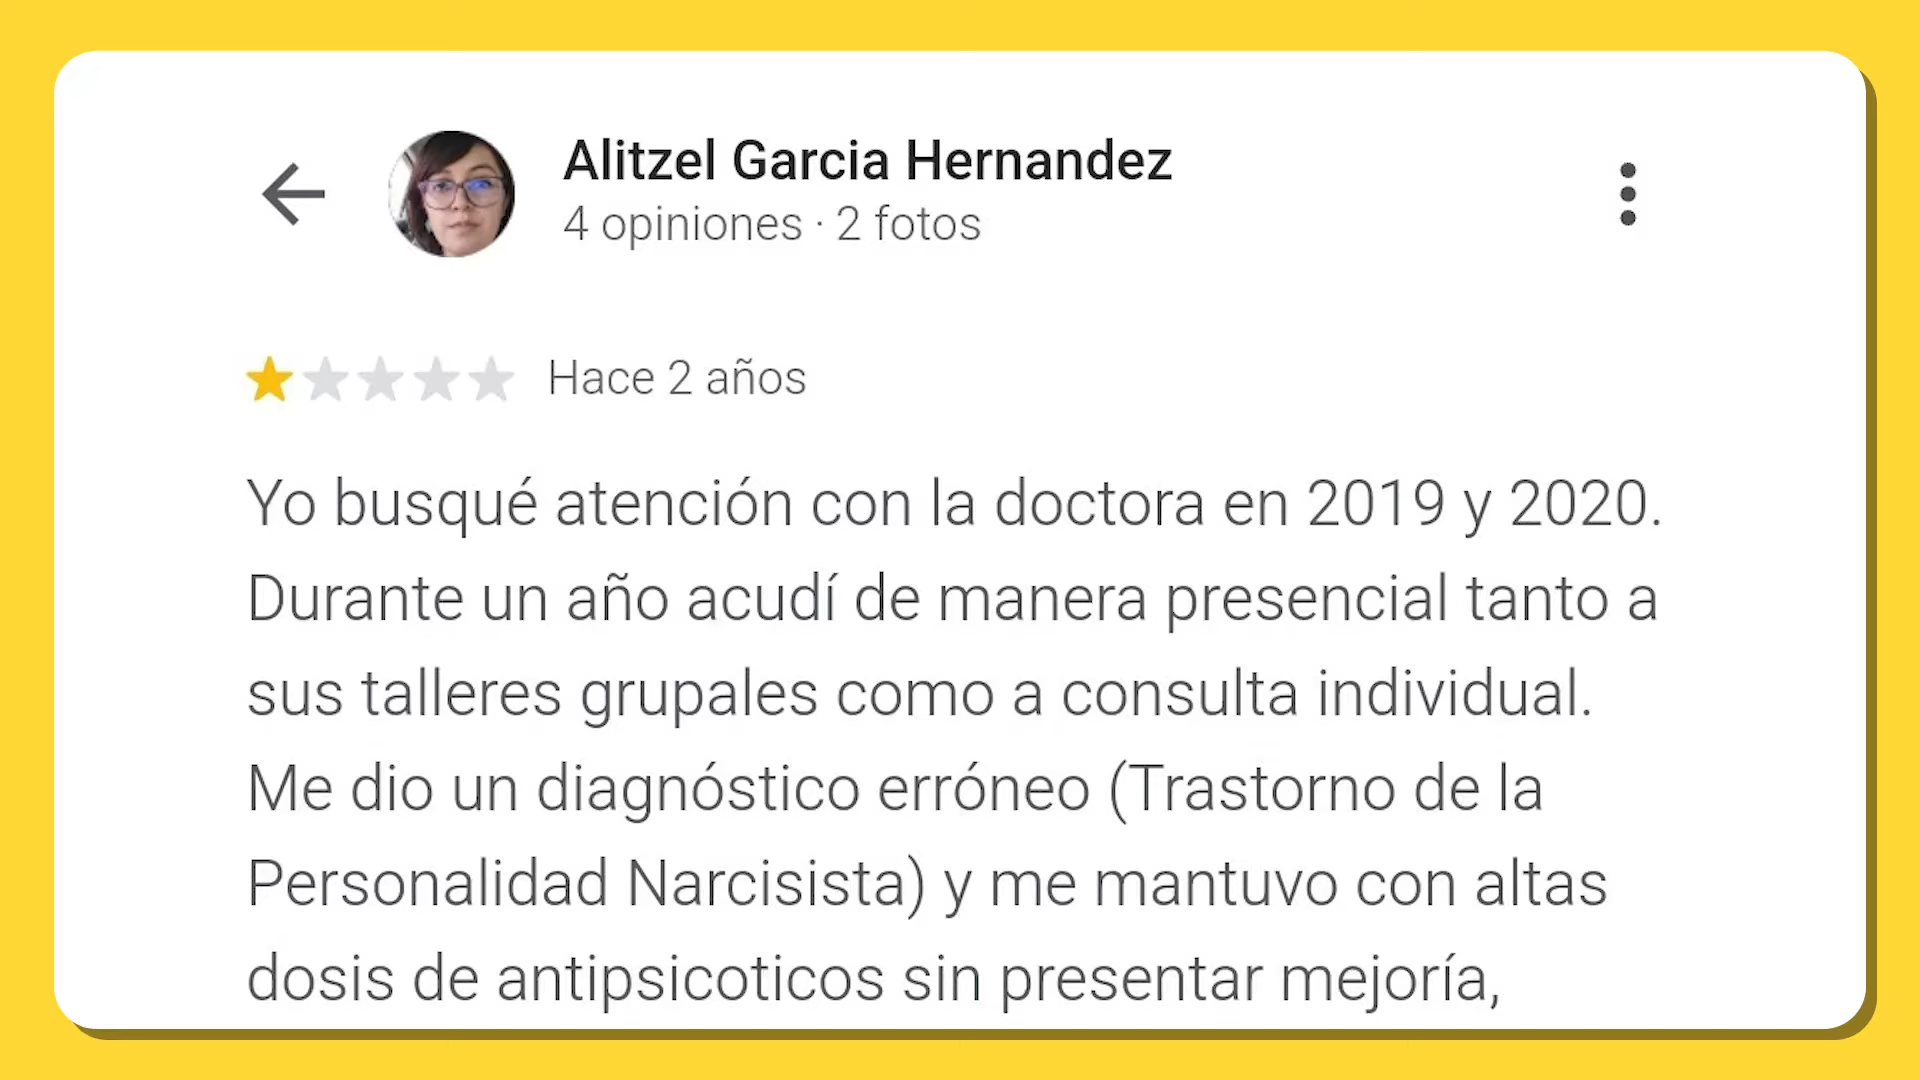 Alitzel Garcia Hernandez
4 opiniones · 2 fotos
Hace 2 años
Yo busqué atención con la doctora en 2019 y 2020.
Durante un año acudí de manera presencial tanto a
sus talleres grupales como a consulta individual.
Me dio un diagnóstico erróneo (Trastorno de la
Personalidad Narcisista) y me mantuvo con altas
dosis de antipsicoticos sin presentar mejoría,